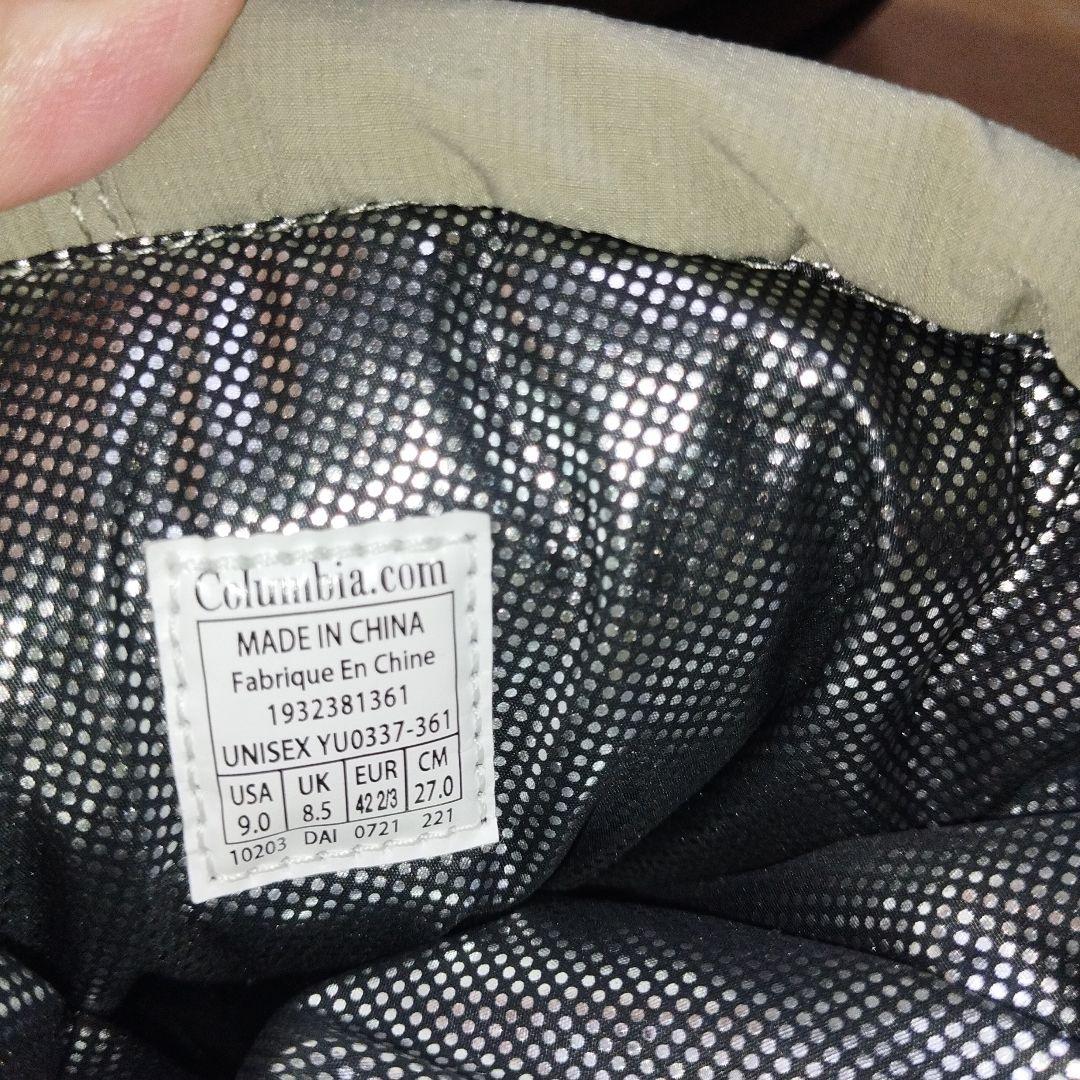 Columbia.com
MADE IN CHINA
Fabrique En Chine
1932381361
UNISEX YU0337-361
USA UK EUR CM
9.0 8.5 42 2/3 27.0
10203 DAI 0721 221